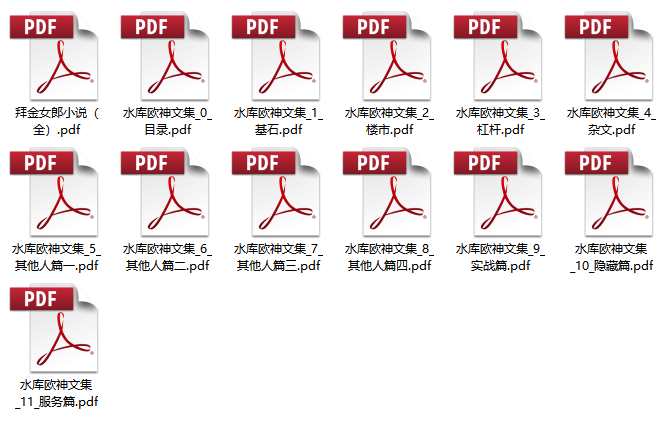 PDF PDF PDF PDF PDF PDF
拜金女郎小说（ 水库欧神文集_0_ 水库欧神文集_1_ 水库欧神文集_2_ 水库欧神文集_3_ 水库欧神文集_4_
全）.pdf 目录.pdf 基石.pdf 楼市.pdf 杠杆.pdf 杂文.pdf
PDF PDF PDF PDF PDF PDF
水库欧神文集_5_ 水库欧神文集_6_ 水库欧神文集_7_ 水库欧神文集_8_ 水库欧神文集_9_ 水库欧神文集
其他人篇一.pdf 其他人篇二.pdf 其他人篇三.pdf 其他人篇四.pdf 实战篇.pdf _10_隐藏篇.pdf
PDF
水库欧神文集
_11_服务篇.pdf